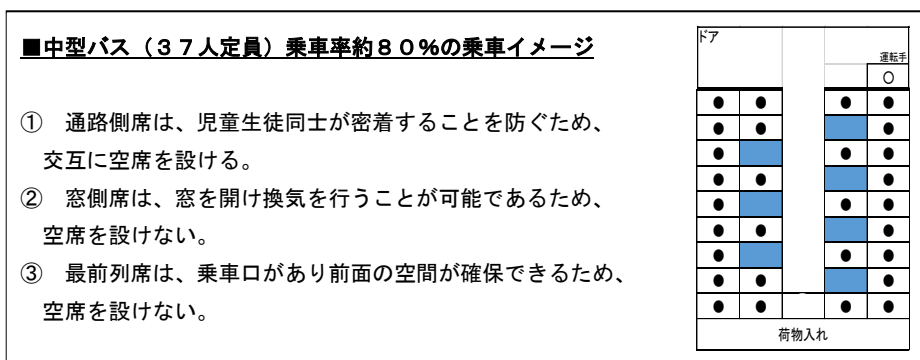 ■中型バス（３７人定員）乗車率約８０％の乗車イメージ
①　通路側席は、児童生徒同士が密着することを防ぐため、
交互に空席を設ける。
②　窓側席は、窓を開け換気を行うことが可能であるため、
空席を設けない。
③　最前列席は、乗車口があり前面の空間が確保できるため、
空席を設けない。
ドア
運転手
○
● ● ● ●
● ● ●
● ● ●
● ● ●
● ● ●
● ● ●
● ● ●
● ● ●
● ● ● ●
荷物入れ